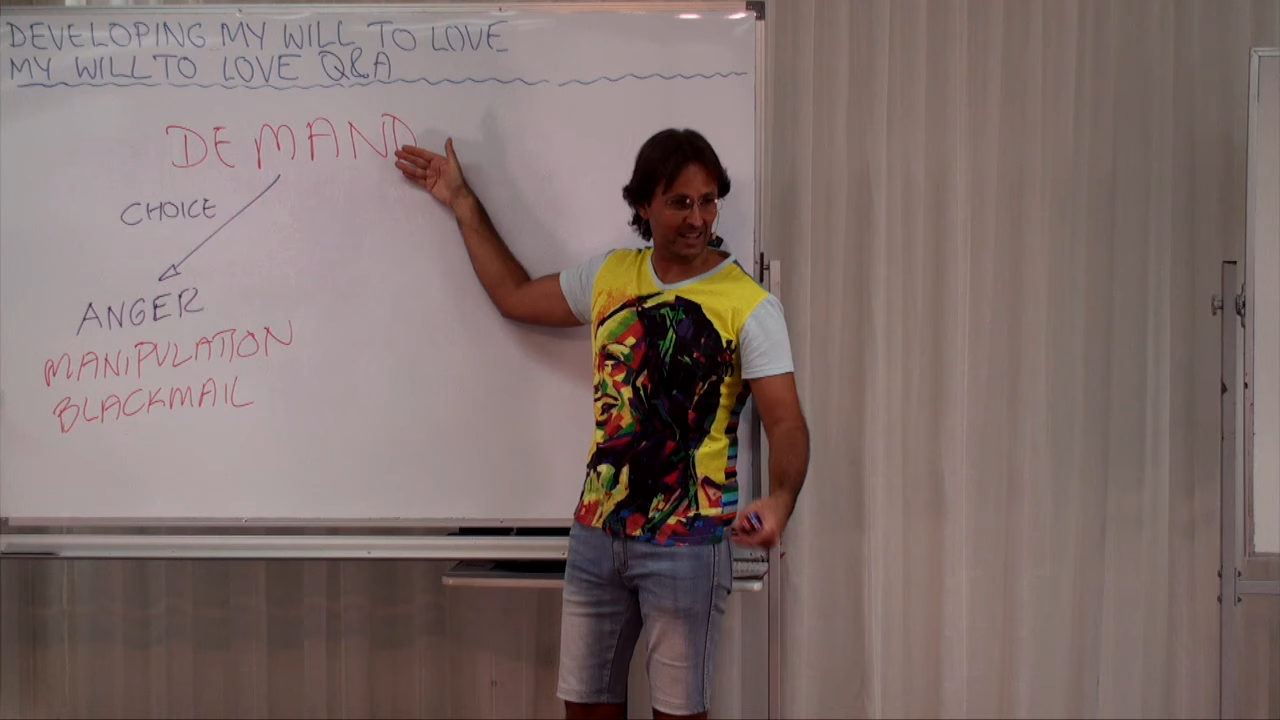 DEVELOPING MY WILL TO LOVE
MY WILL TO LOVE Q&A
DEMAND
CHOICE
ANGER
MANIPULATION
BLACKMAIL